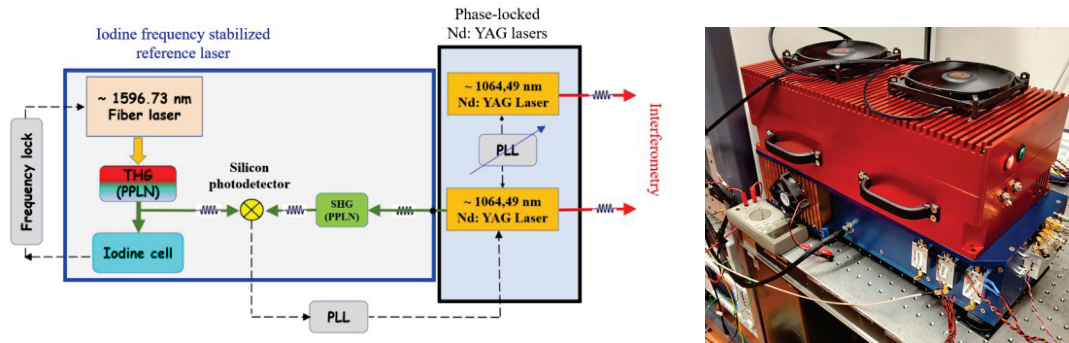 Iodine frequency stabilized
reference laser
Phase-locked
Nd: YAG lasers
~ 1596.73 nm
Fiber laser
Frequency lock
THG
(PPLN)
Silicon
photodetector
SHG
(PPLN)
Iodine cell
PLL
~ 1064,49 nm
Nd: YAG Laser
PLL
~ 1064,49 nm
Nd: YAG Laser
Interferometry